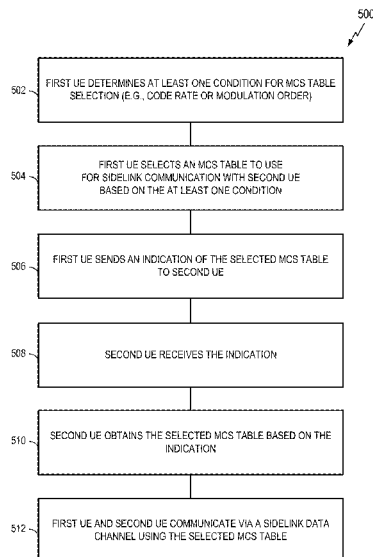 500
502
FIRST UE DETERMINES AT LEAST ONE CONDITION FOR MCS TABLE
SELECTION (E.G., CODE RATE OR MODULATION ORDER)
504
FIRST UE SELECTS AN MCS TABLE TO USE
FOR SIDELINK COMMUNICATION WITH SECOND UE
BASED ON THE AT LEAST ONE CONDITION
506
FIRST UE SENDS AN INDICATION OF THE SELECTED MCS TABLE
TO SECOND UE
508
SECOND UE RECEIVES THE INDICATION
510
SECOND UE OBTAINS THE SELECTED MCS TABLE BASED ON THE
INDICATION
512
FIRST UE AND SECOND UE COMMUNICATE VIA A SIDELINK DATA
CHANNEL USING THE SELECTED MCS TABLE